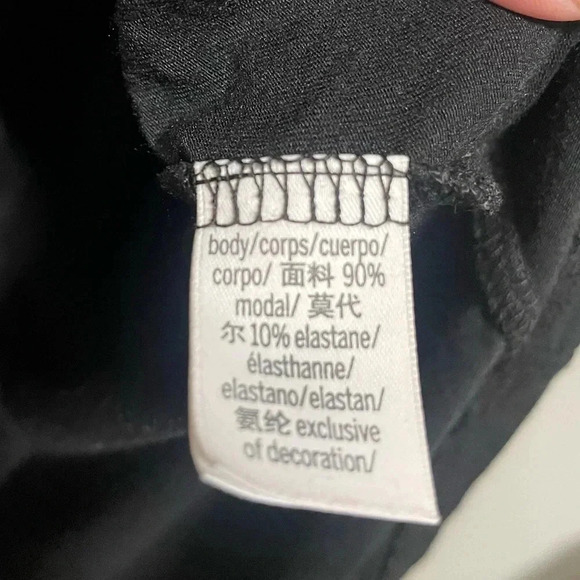 body/corps/cuerpo/
corpo/ 面料 90%
modal/ 莫代
尔 10% elastane/
élasthanne/
elastano/elastan/
氨纶 exclusive
of decoration/